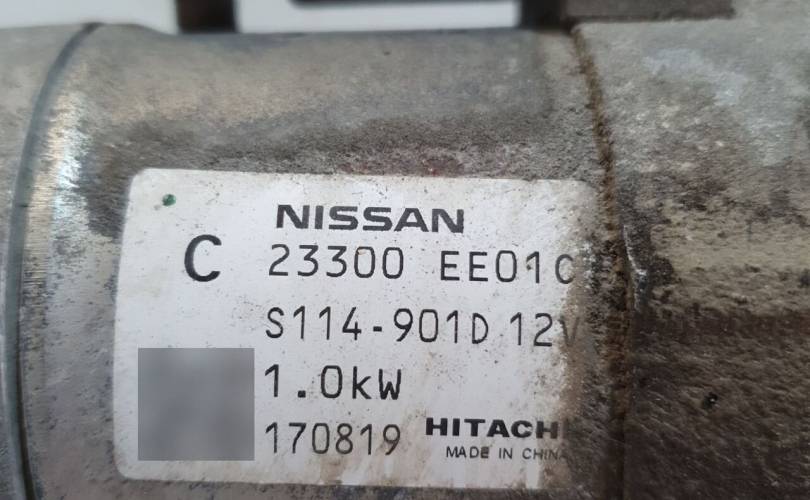 NISSAN
C 23300 EE01C
S114-901D 12V
1.0kW
170819 HITACHI
MADE IN CHINA